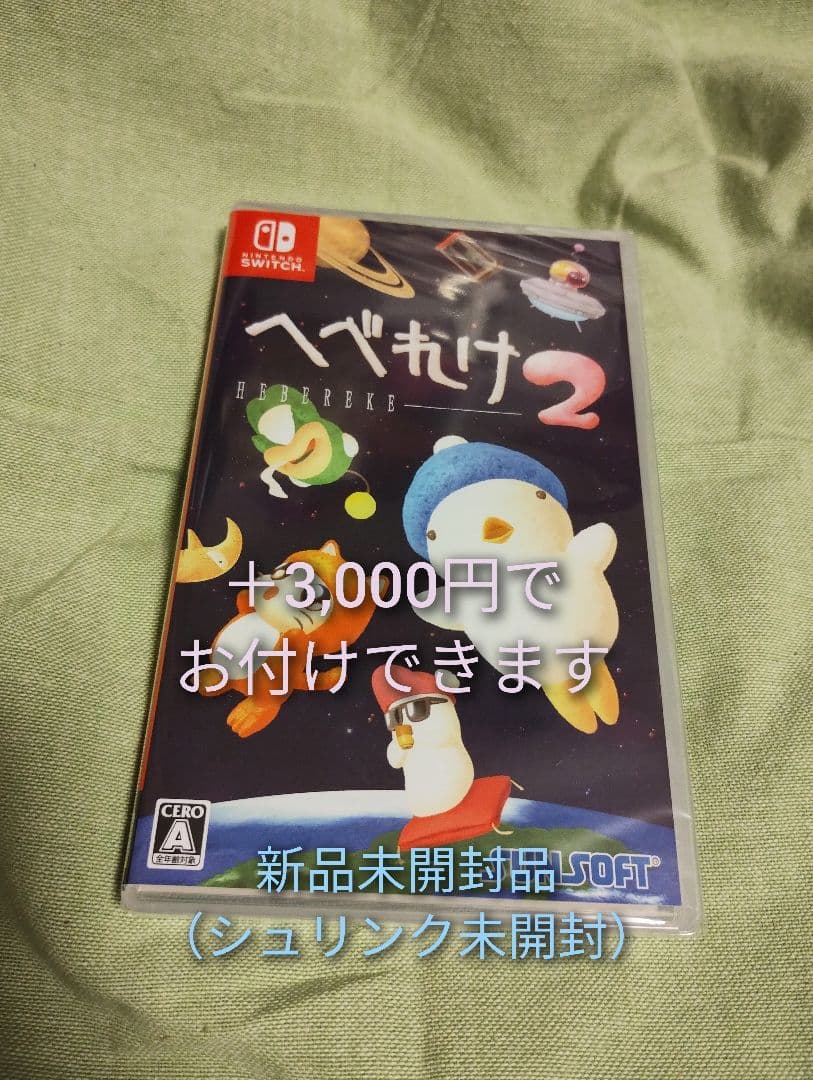 NINTENDO
SWITCH™
へべれけ2
HEBEREKE
+3,000円で
お付けできます
CERO
A
全年齢対象
SOFT®
新品未開封品
(シュリンク未開封)